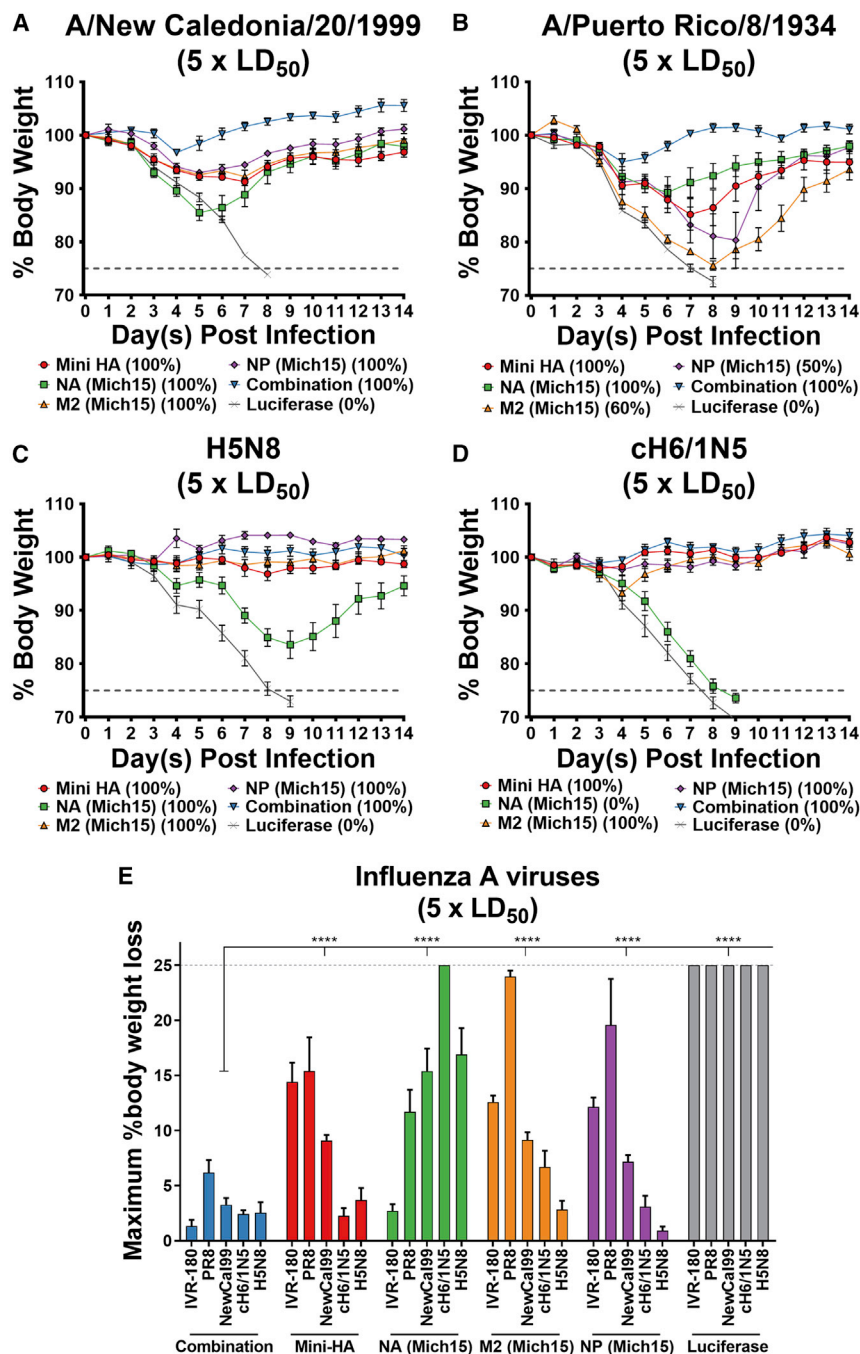 A
A/New Caledonia/20/1999
(5 x LD50)
% Body Weight
110
100
90
80
70
0 1 2 3 4 5 6 7 8 9 10 11 12 13 14
Day(s) Post Infection
Mini HA (100%)
NA (Mich15) (100%)
M2 (Mich15) (100%)
NP (Mich15) (100%)
Combination (100%)
Luciferase (0%)
B
A/Puerto Rico/8/1934
(5 x LD50)
% Body Weight
110
100
90
80
70
0 1 2 3 4 5 6 7 8 9 10 11 12 13 14
Day(s) Post Infection
Mini HA (100%)
NA (Mich15) (100%)
M2 (Mich15) (60%)
NP (Mich15) (50%)
Combination (100%)
Luciferase (0%)
C
H5N8
(5 x LD50)
% Body Weight
110
100
90
80
70
0 1 2 3 4 5 6 7 8 9 10 11 12 13 14
Day(s) Post Infection
Mini HA (100%)
NA (Mich15) (100%)
M2 (Mich15) (100%)
NP (Mich15) (100%)
Combination (100%)
Luciferase (0%)
D
cH6/1N5
(5 x LD50)
% Body Weight
110
100
90
80
70
0 1 2 3 4 5 6 7 8 9 10 11 12 13 14
Day(s) Post Infection
Mini HA (100%)
NA (Mich15) (0%)
M2 (Mich15) (100%)
NP (Mich15) (100%)
Combination (100%)
Luciferase (0%)
E
Influenza A viruses
(5 x LD50)
Maximum %body weight loss
**** **** **** **** ****
25
20
15
10
5
0
IVR-180
PR8
NewCal99
cH6/1N5
H5N8
IVR-180
PR8
NewCal99
cH6/1N5
H5N8
IVR-180
PR8
NewCal99
cH6/1N5
H5N8
IVR-180
PR8
NewCal99
cH6/1N5
H5N8
IVR-180
PR8
NewCal99
cH6/1N5
H5N8
IVR-180
PR8
NewCal99
cH6/1N5
H5N8
Combination Mini-HA NA (Mich15) M2 (Mich15) NP (Mich15) Luciferase